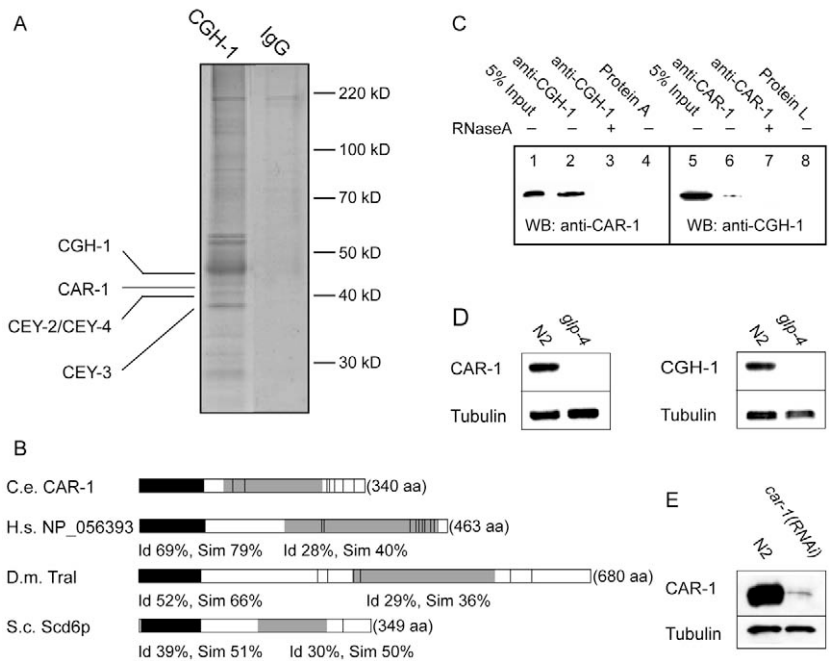 A
CGH-1
IgG
220 kD
100 kD
70 kD
50 kD
40 kD
30 kD
CGH-1
CAR-1
CEY-2/CEY-4
CEY-3
B
C.e. CAR-1
(340 aa)
H.s. NP_056393
(463 aa)
Id 69%, Sim 79% Id 28%, Sim 40%
D.m. Tral
(680 aa)
Id 52%, Sim 66% Id 29%, Sim 36%
S.c. Scd6p
(349 aa)
Id 39%, Sim 51% Id 30%, Sim 50%
C
5% Input
anti-CGH-1
anti-CGH-1
Protein A
5% Input
anti-CAR-1
anti-CAR-1
Protein L
RNaseA – – + – – – + –
1 2 3 4 5 6 7 8
WB: anti-CAR-1 WB: anti-CGH-1
D
N2 glp-4
CAR-1
Tubulin
N2 glp-4
CGH-1
Tubulin
E
N2 car-1(RNAi)
CAR-1
Tubulin